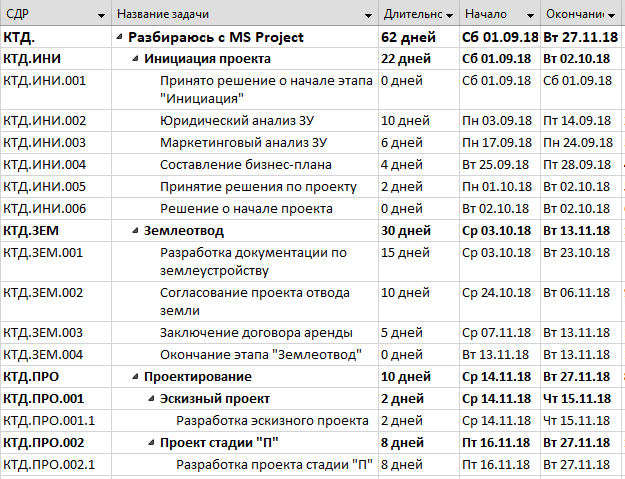 СДР Название задачи Длительнс Начало Окончание
КТД. Разбираюсь с MS Project 62 дней Сб 01.09.18 Вт 27.11.18
КТД.ИНИ Инициация проекта 22 дней Сб 01.09.18 Вт 02.10.18
КТД.ИНИ.001 Принято решение о начале этапа 0 дней Сб 01.09.18 Сб 01.09.18
"Инициация"
КТД.ИНИ.002 Юридический анализ ЗУ 10 дней Пн 03.09.18 Пт 14.09.18
КТД.ИНИ.003 Маркетинговый анализ ЗУ 6 дней Пн 17.09.18 Пн 24.09.18
КТД.ИНИ.004 Составление бизнес-плана 4 дней Вт 25.09.18 Пт 28.09.18
КТД.ИНИ.005 Принятие решения по проекту 2 дней Пн 01.10.18 Вт 02.10.18
КТД.ИНИ.006 Решение о начале проекта 0 дней Вт 02.10.18 Вт 02.10.18
КТД.ЗЕМ Землеотвод 30 дней Ср 03.10.18 Вт 13.11.18
КТД.ЗЕМ.001 Разработка документации по 15 дней Ср 03.10.18 Вт 23.10.18
землеустройству
КТД.ЗЕМ.002 Согласование проекта отвода 10 дней Ср 24.10.18 Вт 06.11.18
земли
КТД.ЗЕМ.003 Заключение договора аренды 5 дней Ср 07.11.18 Вт 13.11.18
КТД.ЗЕМ.004 Окончание этапа "Землеотвод" 0 дней Вт 13.11.18 Вт 13.11.18
КТД.ПРО Проектирование 10 дней Ср 14.11.18 Вт 27.11.18
КТД.ПРО.001 Эскизный проект 2 дней Ср 14.11.18 Чт 15.11.18
КТД.ПРО.001.1 Разработка эскизного проекта 2 дней Ср 14.11.18 Чт 15.11.18
КТД.ПРО.002 Проект стадии "П" 8 дней Пт 16.11.18 Вт 27.11.18
КТД.ПРО.002.1 Разработка проекта стадии "П" 8 дней Пт 16.11.18 Вт 27.11.18